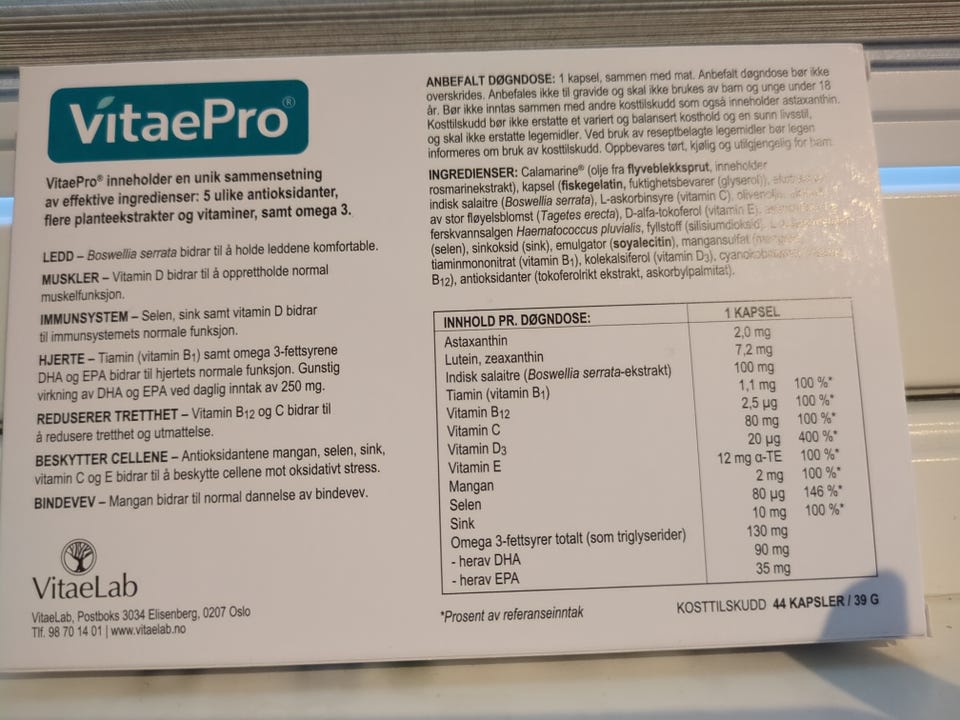 VitaePro®
VitaePro® inneholder en unik sammensetning
av effektive ingredienser: 5 ulike antioksidanter,
flere planteekstrakter og vitaminer, samt omega 3.
LEDD – Boswellia serrata bidrar til å holde leddene komfortable.
MUSKLER – Vitamin D bidrar til å opprettholde normal
muskelfunksjon.
IMMUNSYSTEM – Selen, sink samt vitamin D bidrar
til immunsystemets normale funksjon.
HJERTE – Tiamin (vitamin B1) samt omega 3-fettsyrene
DHA og EPA bidrar til hjertets normale funksjon. Gunstig
virkning av DHA og EPA ved daglig inntak av 250 mg.
REDUSERER TRETTHET – Vitamin B12 og C bidrar til
å redusere tretthet og utmattelse.
BESKYTTER CELLENE – Antioksidantene mangan, selen, sink,
vitamin C og E bidrar til å beskytte cellene mot oksidativt stress.
BINDEVEV – Mangan bidrar til normal dannelse av bindevev.
VitaeLab
VitaeLab, Postboks 3034 Elisenberg, 0207 Oslo
Tlf. 98 70 14 01 | www.vitaelab.no
ANBEFALT DØGNDOSE: 1 kapsel, sammen med mat. Anbefalt døgndose bør ikke
overskrides. Anbefales ikke til gravide og skal ikke brukes av barn og unge under 18
år. Bør ikke inntas sammen med andre kosttilskudd som også inneholder astaxanthin.
Kosttilskudd bør ikke erstatte et variert og balansert kosthold og en sunn livsstil,
og skal ikke erstatte legemidler. Ved bruk av reseptbelagte legemidler bør legen
informeres om bruk av kosttilskudd. Oppbevares tørt, kjølig og utilgjengelig for barn.
INGREDIENSER: Calamarine® (olje fra flyveblekksprut, inneholder
rosmarinekstrakt), kapsel (fiskegelatin, fuktighetsbevarer (glyserol)),
indisk salaitre (Boswellia serrata), L-askorbinsyre (vitamin C), olivenolje,
av stor fløyelsblomst (Tagetes erecta), D-alfa-tokoferol (vitamin E),
ferskvannsalgen Haematococcus pluvialis, fyllstoff (silisiumdioksid),
(selen), sinkoksid (sink), emulgator (soyalecitin), mangansulfat
tiaminmononitrat (vitamin B1), kolekalsiferol (vitamin D3),
B12), antioksidanter (tokoferolrikt ekstrakt, askorbylpalmitat).
INNHOLD PR. DØGNDOSE: 1 KAPSEL
Astaxanthin 2,0 mg
Lutein, zeaxanthin 7,2 mg
Indisk salaitre (Boswellia serrata-ekstrakt) 100 mg
Tiamin (vitamin B1) 1,1 mg 100 %*
Vitamin B12 2,5 µg 100 %*
Vitamin C 80 mg 100 %*
Vitamin D3 20 µg 400 %*
Vitamin E 12 mg α-TE 100 %*
Mangan 2 mg 100 %*
Selen 80 µg 146 %*
Sink 10 mg 100 %*
Omega 3-fettsyrer totalt (som triglyserider) 130 mg
- herav DHA 90 mg
- herav EPA 35 mg
*Prosent av referanseinntak
KOSTTILSKUDD 44 KAPSLER / 39 G